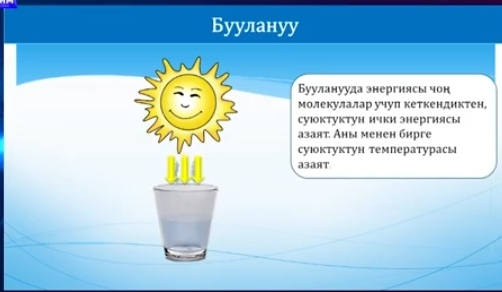 Буулануу
Бууланууда энергиясы чоң
молекулалар учуп кеткендиктен,
суюктуктун ички энергиясы
азаят. Аны менен бирге
суюктуктун температурасы
азаят.